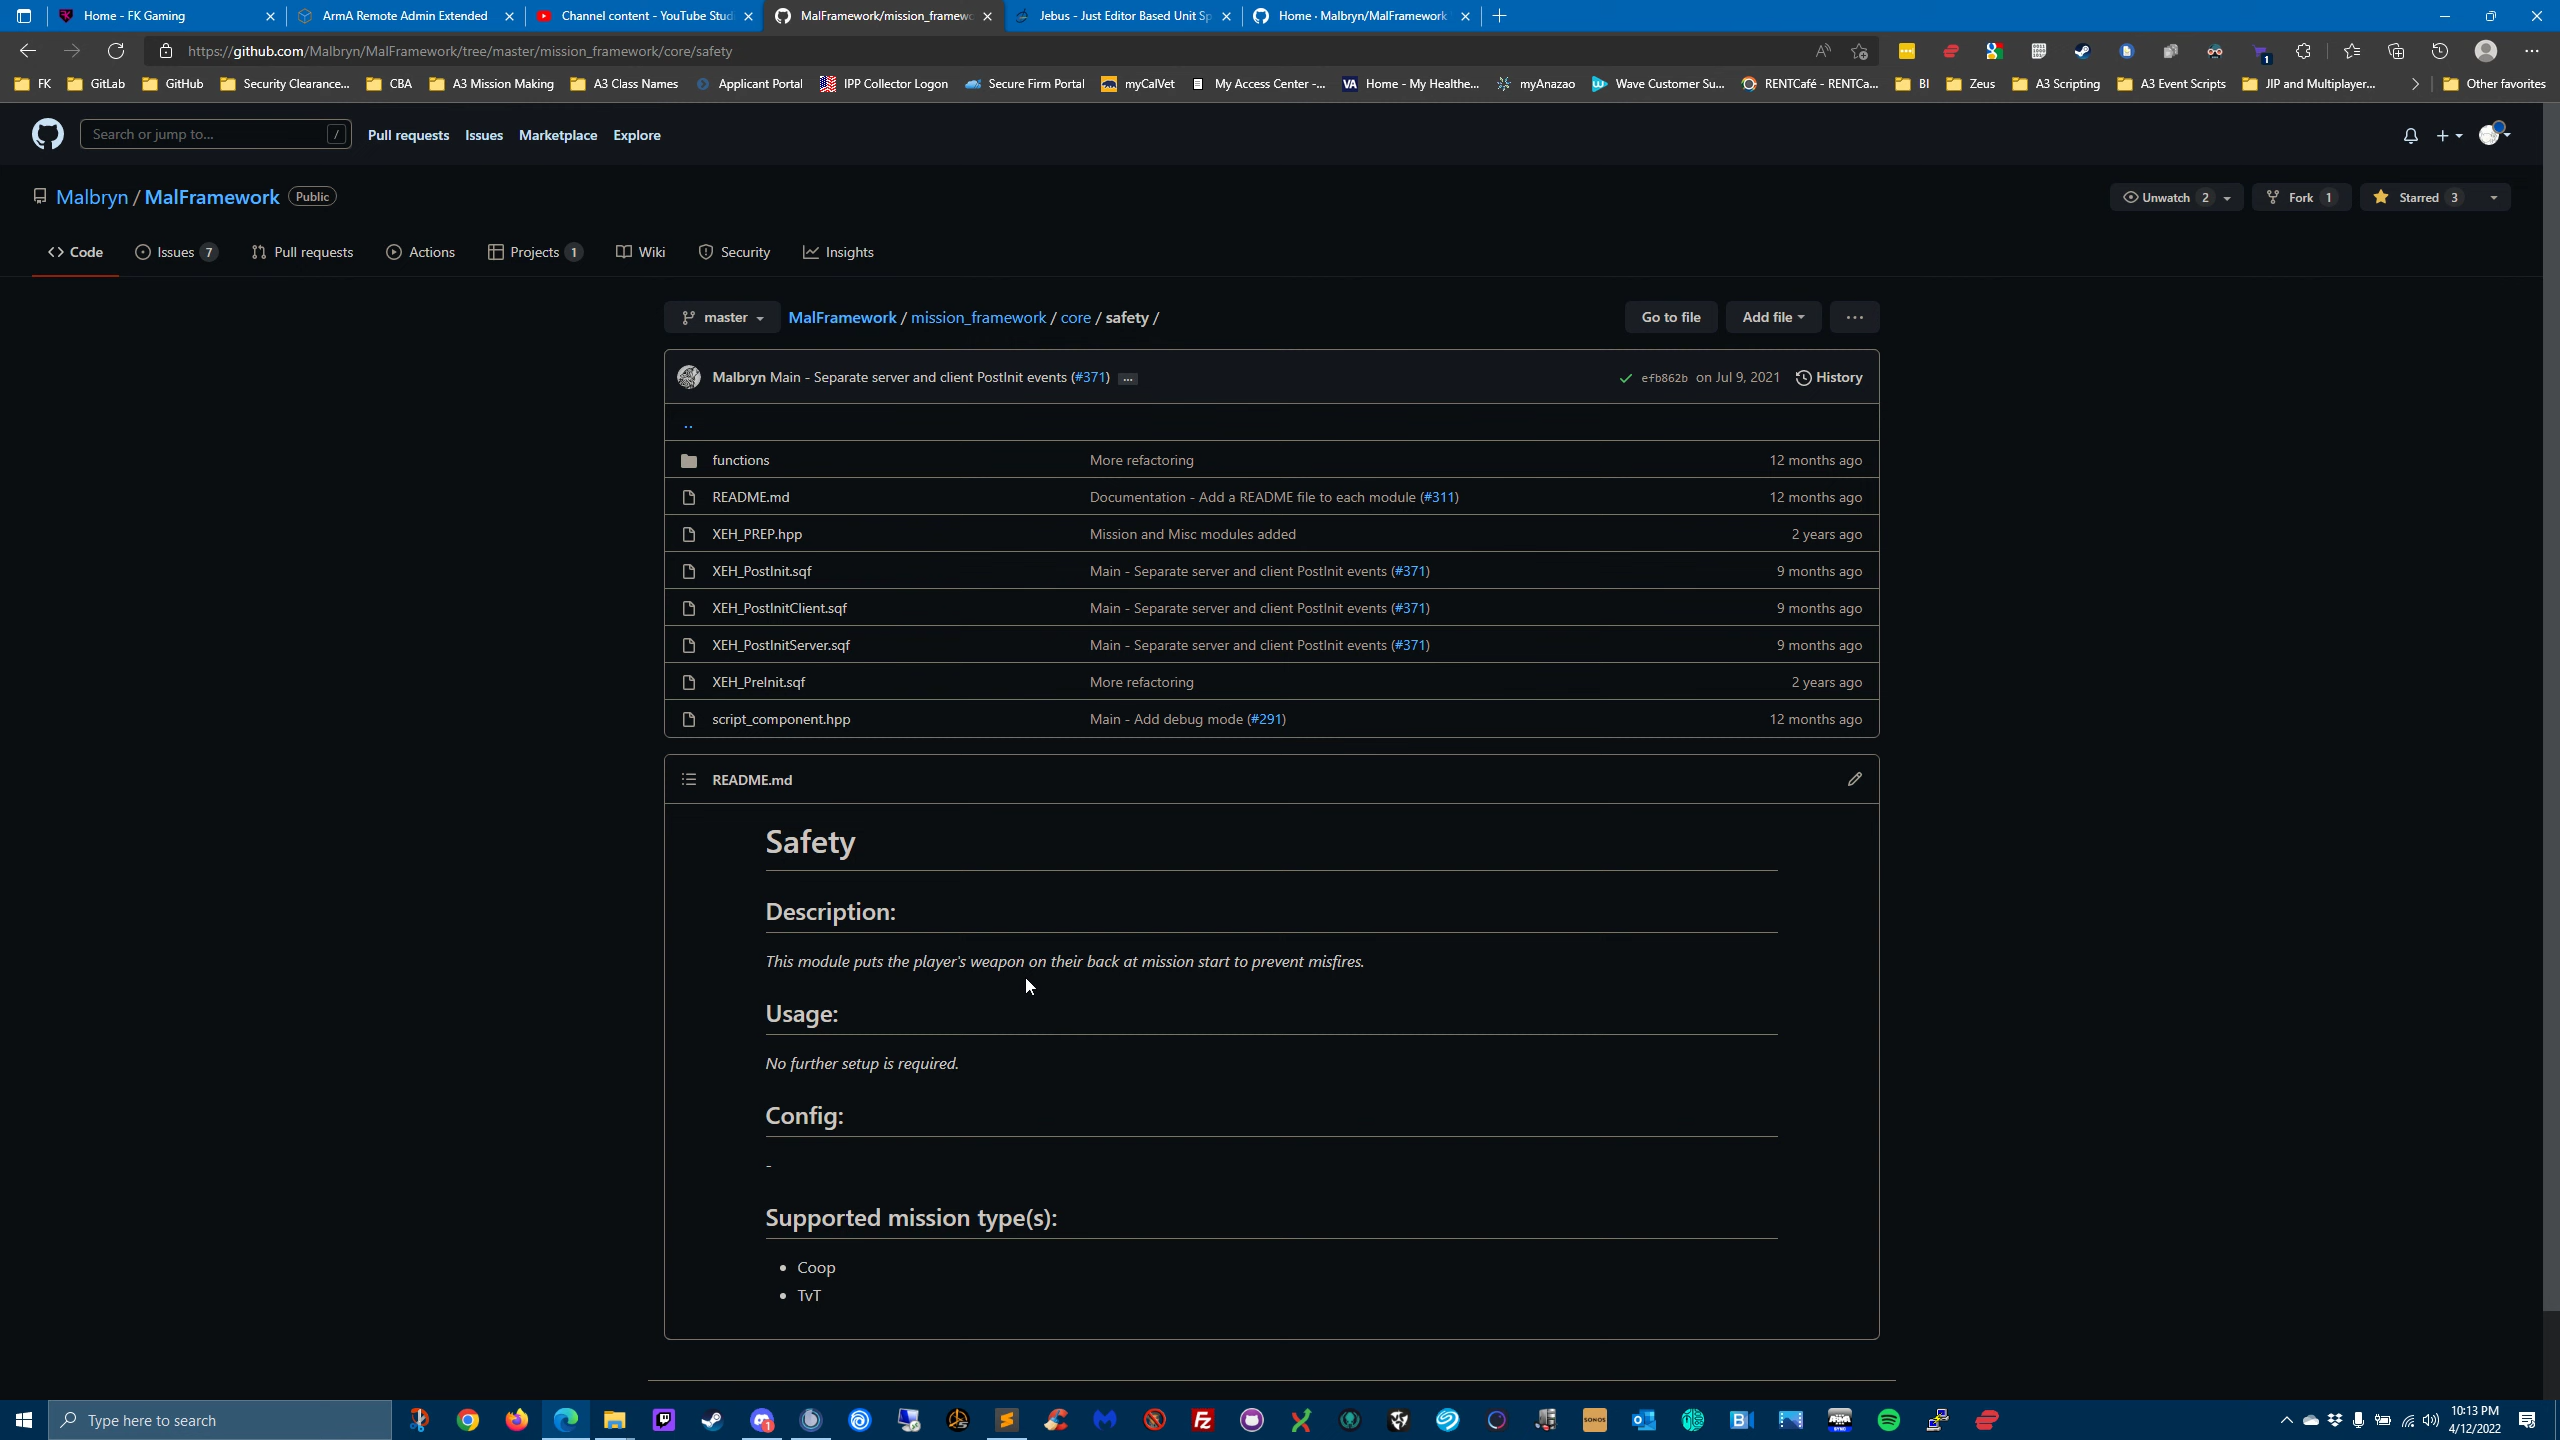 Home - FK Gaming
ArmA Remote Admin Extended
Channel content - YouTube Studi
MalFramework/mission_framewo
Jebus - Just Editor Based Unit Sp
Home · Malbryn/MalFramework
https://github.com/Malbryn/MalFramework/tree/master/mission_framework/core/safety
1
FK
GitLab
GitHub
Security Clearance...
CBA
A3 Mission Making
A3 Class Names
Applicant Portal
IPP Collector Logon
Secure Firm Portal
myCalVet
My Access Center -...
VA
Home - My Healthe...
myAnazao
Wave Customer Su...
RENTCafé - RENTCa...
BI
Zeus
A3 Scripting
A3 Event Scripts
JIP and Multiplayer...
Other favorites
Search or jump to...
/
Pull requests
Issues
Marketplace
Explore
Malbryn / MalFramework
Public
Unwatch 2
Fork 1
Starred 3
Code
Issues 7
Pull requests
Actions
Projects 1
Wiki
Security
Insights
master
MalFramework / mission_framework / core / safety /
Go to file
Add file
...
Malbryn Main - Separate server and client PostInit events (#371) ...
efb862b on Jul 9, 2021
History
..
functions More refactoring 12 months ago
README.md Documentation - Add a README file to each module (#311) 12 months ago
XEH_PREP.hpp Mission and Misc modules added 2 years ago
XEH_PostInit.sqf Main - Separate server and client PostInit events (#371) 9 months ago
XEH_PostInitClient.sqf Main - Separate server and client PostInit events (#371) 9 months ago
XEH_PostInitServer.sqf Main - Separate server and client PostInit events (#371) 9 months ago
XEH_PreInit.sqf More refactoring 2 years ago
script_component.hpp Main - Add debug mode (#291) 12 months ago
README.md
Safety
Description:
This module puts the player's weapon on their back at mission start to prevent misfires.
Usage:
No further setup is required.
Config:
-
Supported mission type(s):
• Coop
• TvT
Type here to search
SONOS
10:13 PM
4/12/2022